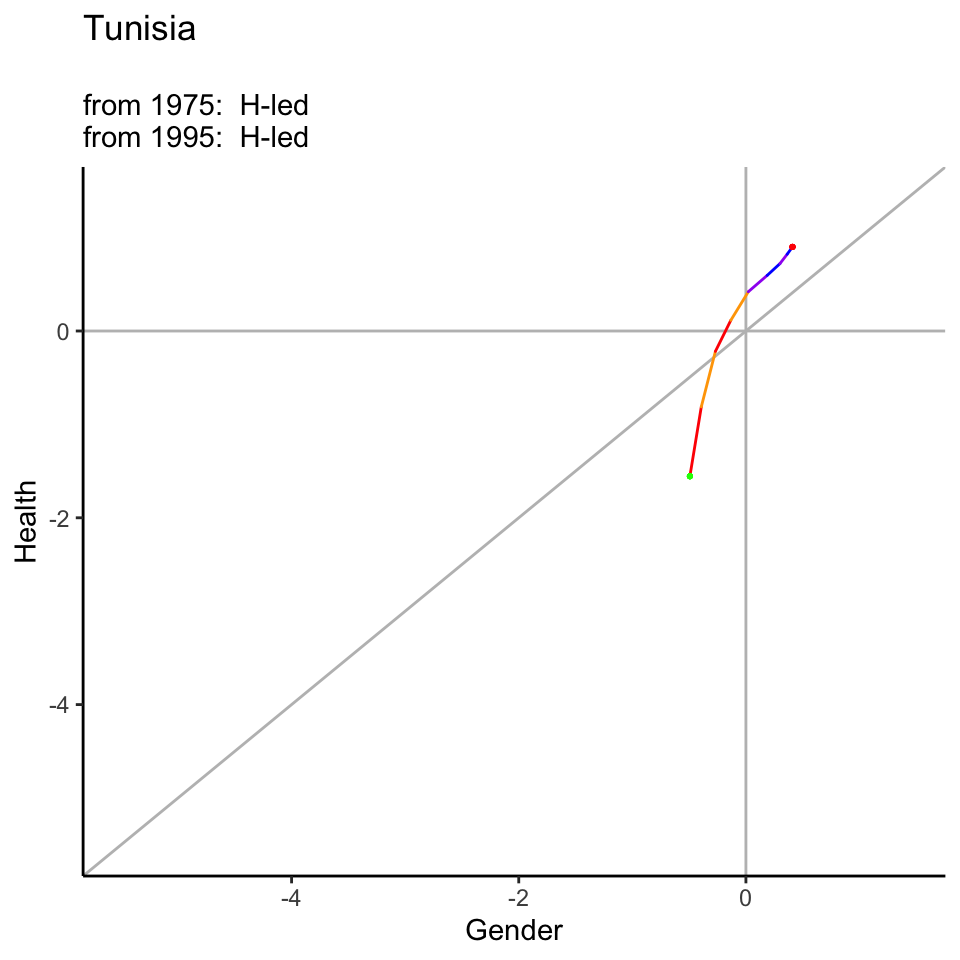 Tunisia
from 1975:  H-led
from 1995:  H-led
Health
0
-2
-4
-4
-2
0
Gender